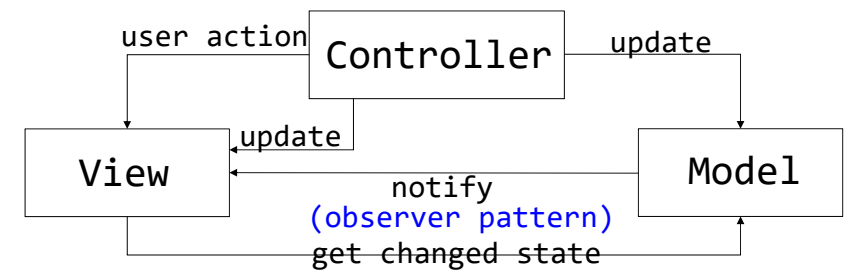 user action
Controller
update
update
View
Model
notify
(observer pattern)
get changed state